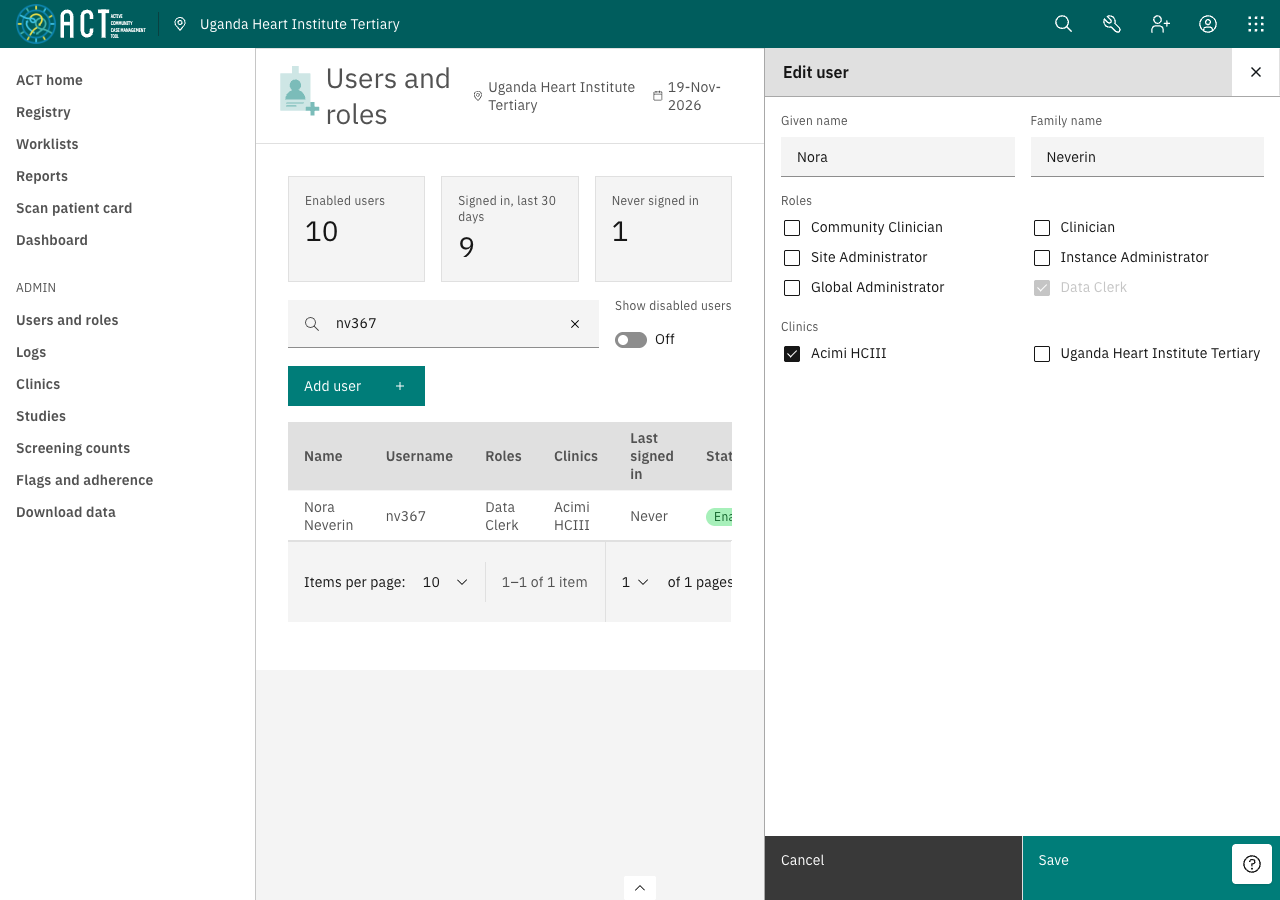 ACT
ACTIVE
COMMUNITY
CASE MANAGEMENT
TOOL
Uganda Heart Institute Tertiary
ACT home
Registry
Worklists
Reports
Scan patient card
Dashboard
ADMIN
Users and roles
Logs
Clinics
Studies
Screening counts
Flags and adherence
Download data
Users and
roles
Uganda Heart Institute
Tertiary
19-Nov-
2026
Enabled users
10
Signed in, last 30
days
9
Never signed in
1
nv367
Show disabled users
Off
Add user
Name Username Roles Clinics Last signed in Stat
Nora Neverin nv367 Data Clerk Acimi HCIII Never Ena
Items per page: 10 1–1 of 1 item 1 of 1 pages
Edit user
Given name
Nora
Family name
Neverin
Roles
Community Clinician
Clinician
Site Administrator
Instance Administrator
Global Administrator
Data Clerk
Clinics
Acimi HCIII
Uganda Heart Institute Tertiary
Cancel
Save